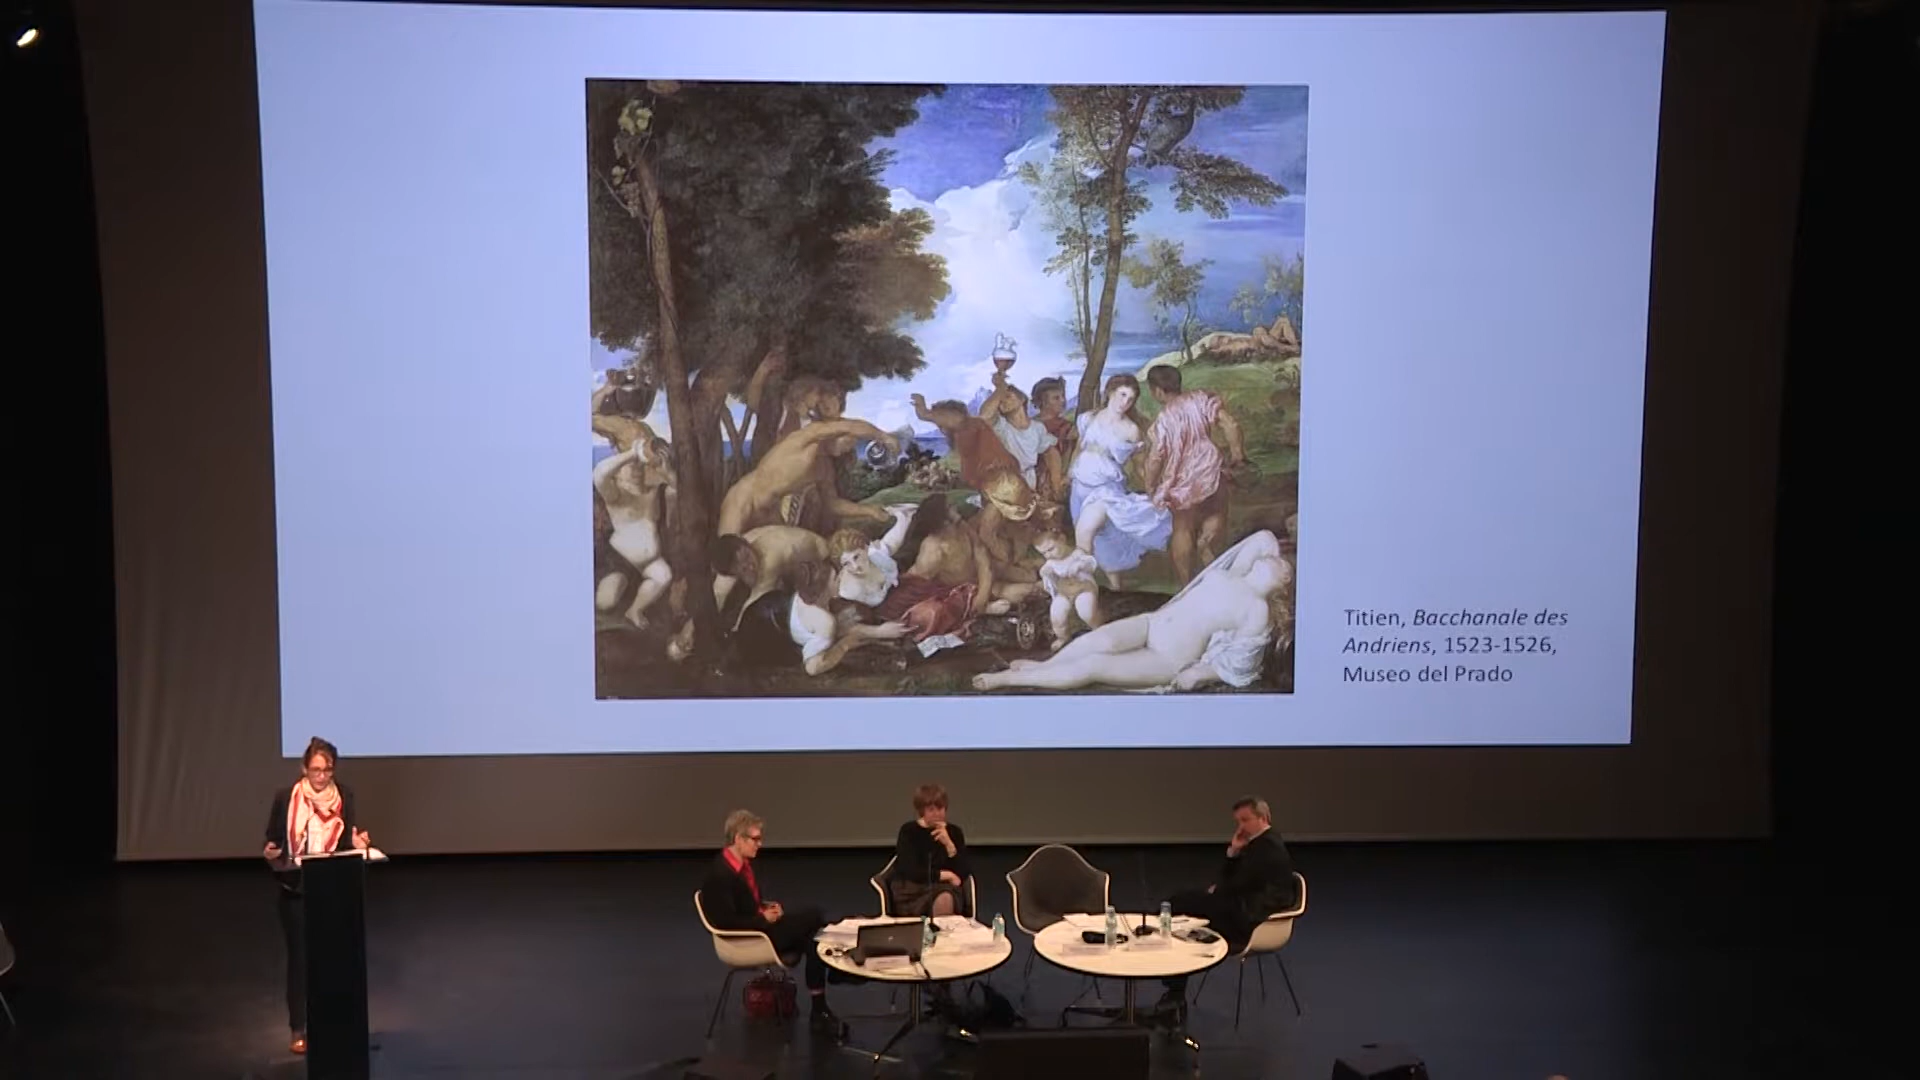 Titien, Bacchanale des
Andriens, 1523-1526,
Museo del Prado